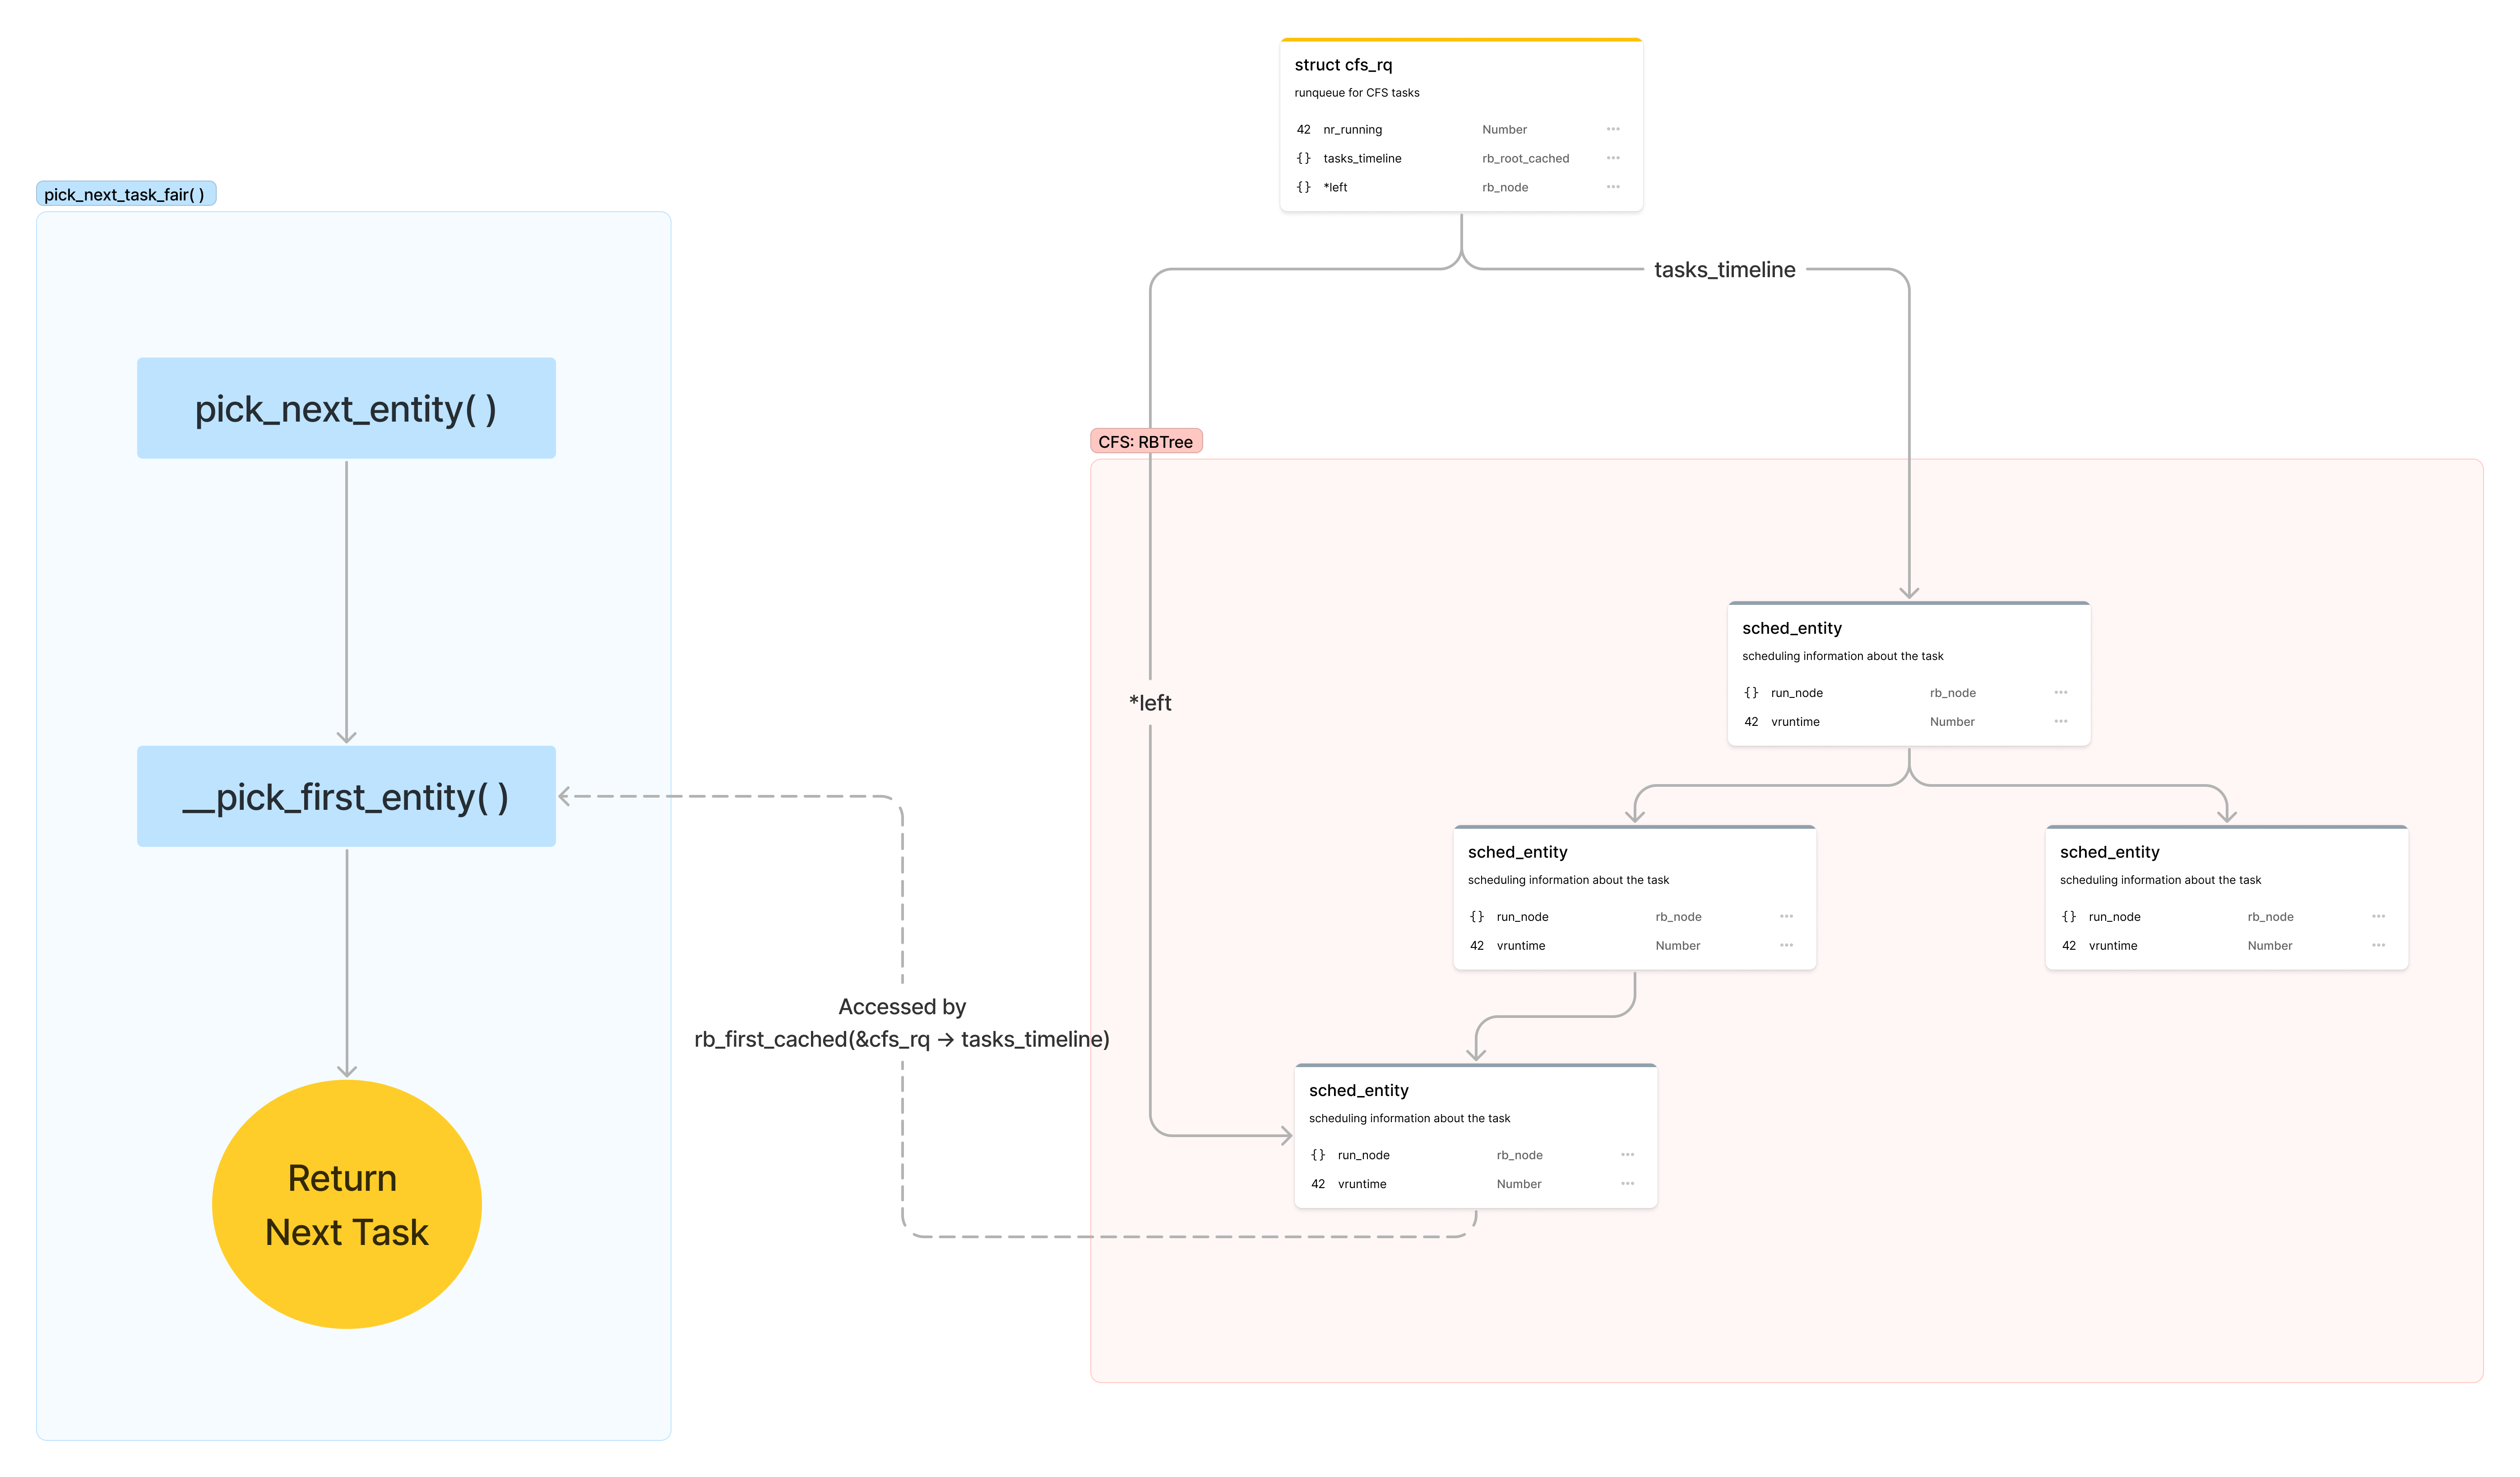 struct cfs_rq
runqueue for CFS tasks
42 nr_running Number
{} tasks_timeline rb_root_cached
{} *left rb_node
pick_next_task_fair( )
tasks_timeline
pick_next_entity( )
CFS: RBTree
sched_entity
scheduling information about the task
{} run_node rb_node
42 vruntime Number
*left
__pick_first_entity( )
sched_entity
scheduling information about the task
{} run_node rb_node
42 vruntime Number
sched_entity
scheduling information about the task
{} run_node rb_node
42 vruntime Number
Accessed by
rb_first_cached(&cfs_rq → tasks_timeline)
sched_entity
scheduling information about the task
{} run_node rb_node
42 vruntime Number
Return
Next Task